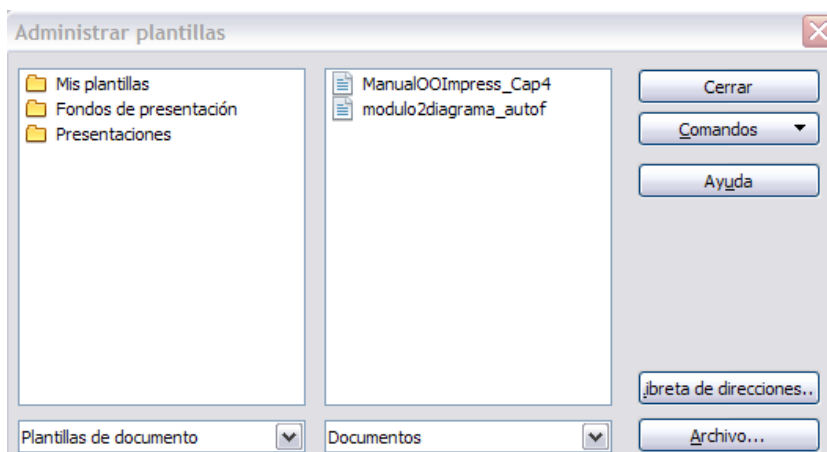 Administrar plantillas
Mis plantillas
Fondos de presentación
Presentaciones
ManualOOImpress_Cap4
modulo2diagrama_autof
Cerrar
Comandos
Ayuda
ibreta de direcciones..
Plantillas de documento
Documentos
Archivo...